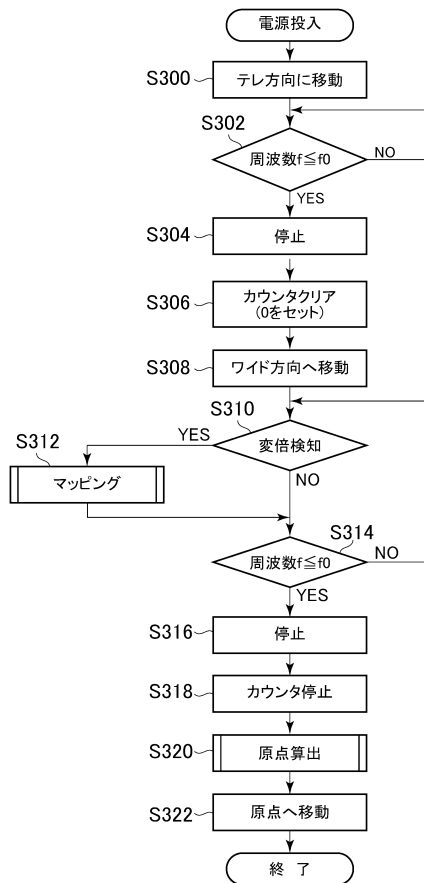 電源投入
S300
テレ方向に移動
S302
周波数f≦f0
NO
YES
S304
停止
S306
カウンタクリア
(0をセット)
S308
ワイド方向へ移動
S310
YES
変倍検知
S312
マッピング
NO
S314
周波数f≦f0
NO
YES
S316
停止
S318
カウンタ停止
S320
原点算出
S322
原点へ移動
終 了